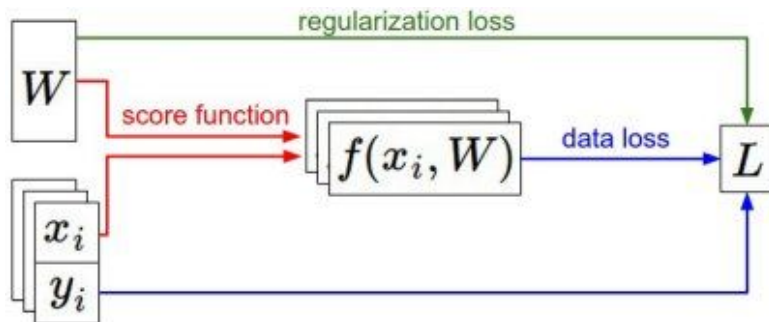 regularization loss
W
score function
f(x_i, W)
data loss
L
x_i
y_i